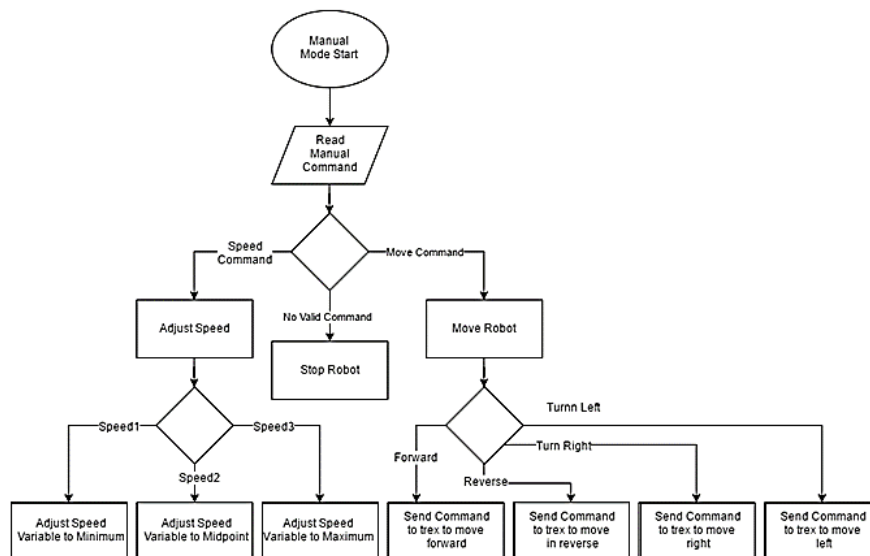 Manual
Mode Start
Read
Manual
Command
Speed
Command
Move Command
No Valid Command
Adjust Speed
Stop Robot
Move Robot
Speed1
Speed2
Speed3
Forward
Reverse
Turn Right
Turnn Left
Adjust Speed
Variable to Minimum
Adjust Speed
Variable to Midpoint
Adjust Speed
Variable to Maximum
Send Command
to trex to move
forward
Send Command
to trex to move
in reverse
Send Command
to trex to move
right
Send Command
to trex to move
left